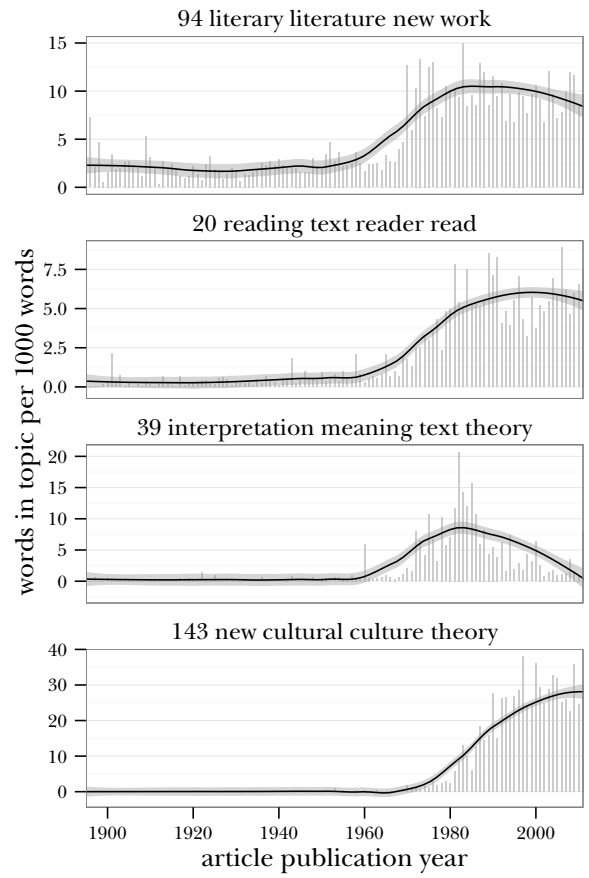 94 literary literature new work
15
10
5
0
20 reading text reader read
7.5
5.0
2.5
0.0
39 interpretation meaning text theory
20
15
10
5
0
143 new cultural culture theory
40
30
20
10
0
1900 1920 1940 1960 1980 2000
article publication year
words in topic per 1000 words